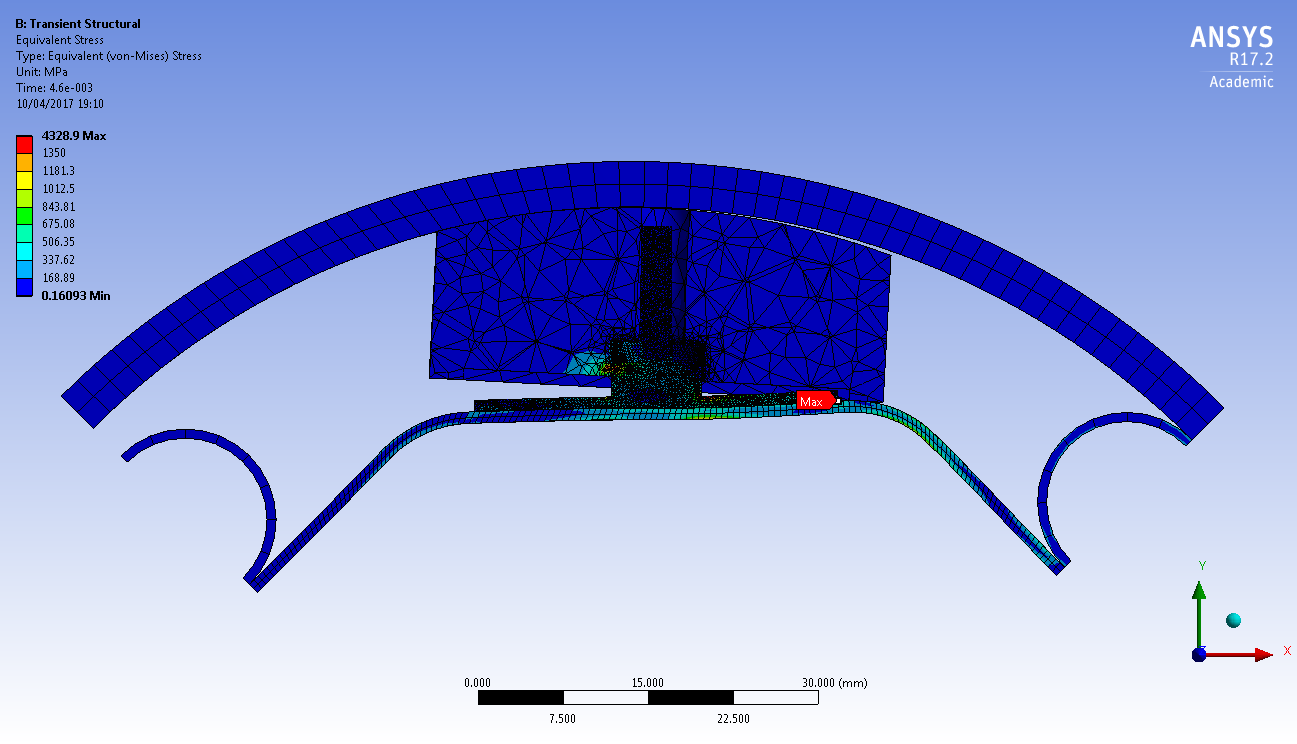 B: Transient Structural
Equivalent Stress
Type: Equivalent (von-Mises) Stress
Unit: MPa
Time: 4.6e-003
10/04/2017 19:10
ANSYS
R17.2
Academic
4328.9 Max
1350
1181.3
1012.5
843.81
675.08
506.35
337.62
168.89
0.16093 Min
Max
Y
X
0.000 15.000 30.000 (mm)
7.500 22.500